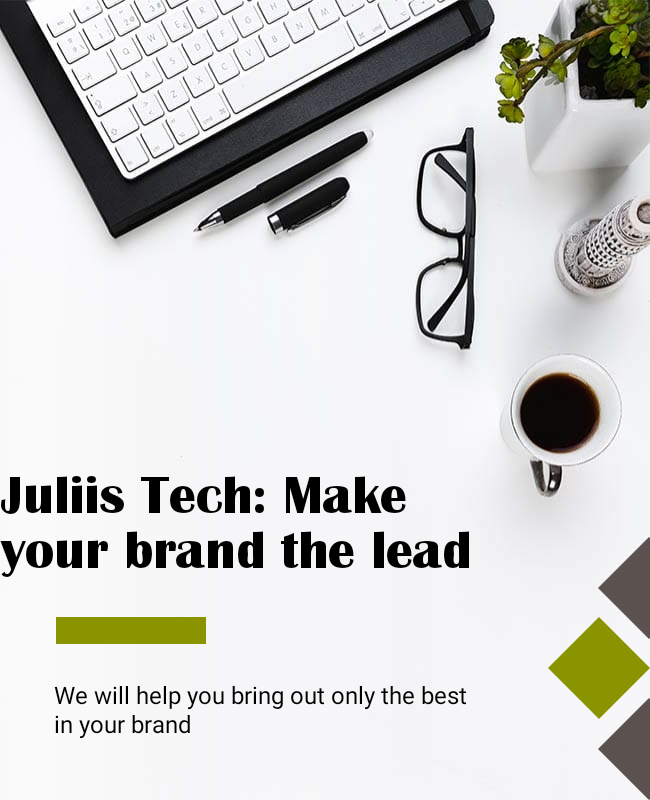 Juliis Tech: Make
your brand the lead
We will help you bring out only the best
in your brand